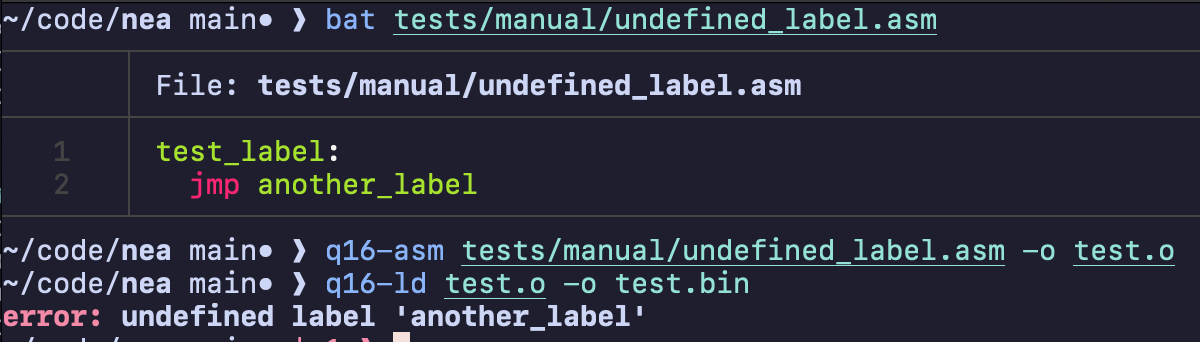 ~/code/nea main• ❱ bat tests/manual/undefined_label.asm
File: tests/manual/undefined_label.asm
1 test_label:
2 jmp another_label
~/code/nea main• ❱ q16-asm tests/manual/undefined_label.asm -o test.o
~/code/nea main• ❱ q16-ld test.o -o test.bin
error: undefined label 'another_label'